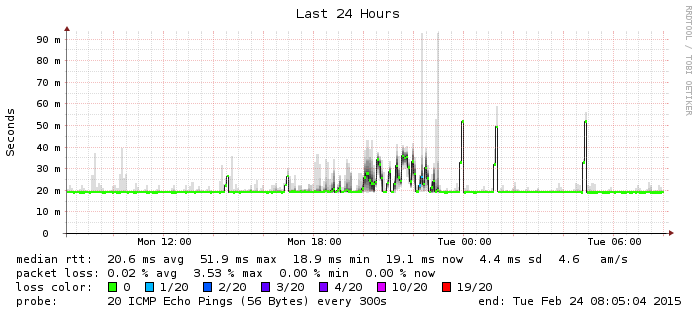 Last 24 Hours
RRDTOOL / TOBI OETIKER
Seconds
90 m
80 m
70 m
60 m
50 m
40 m
30 m
20 m
10 m
0
Mon 12:00 Mon 18:00 Tue 00:00 Tue 06:00
median rtt: 20.6 ms avg 51.9 ms max 18.9 ms min 19.1 ms now 4.4 ms sd 4.6 am/s
packet loss: 0.02 % avg 3.53 % max 0.00 % min 0.00 % now
loss color: 0 1/20 2/20 3/20 4/20 10/20 19/20
probe: 20 ICMP Echo Pings (56 Bytes) every 300s end: Tue Feb 24 08:05:04 2015